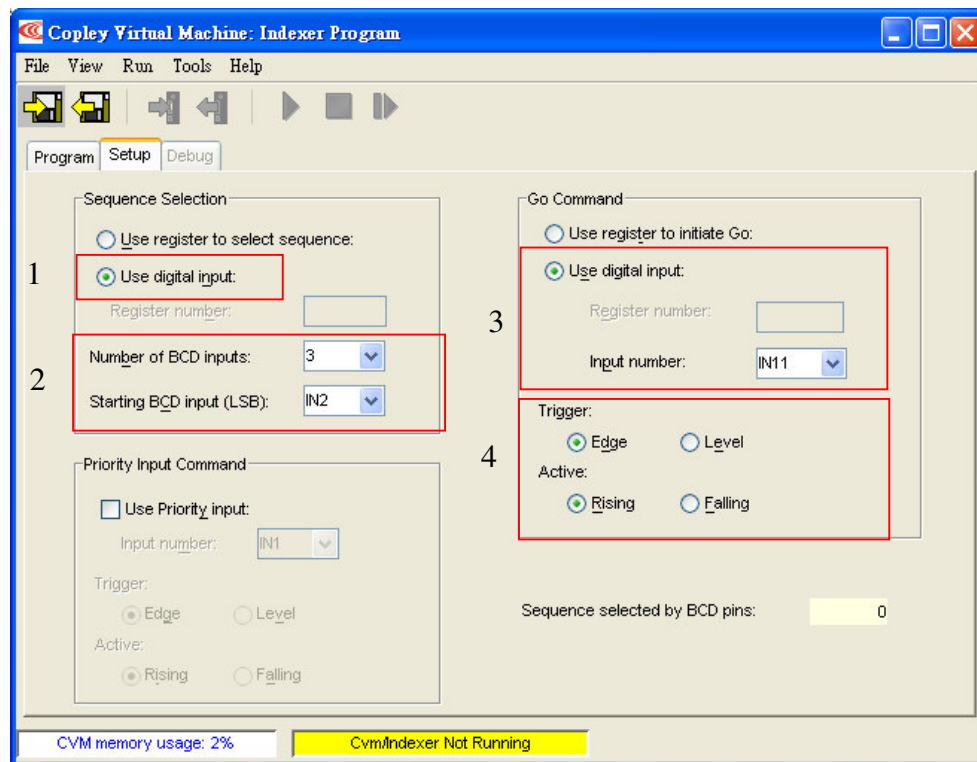 Copley Virtual Machine: Indexer Program
File View Run Tools Help
Program Setup Debug
Sequence Selection
Use register to select sequence:
1
Use digital input:
Register number:
2
Number of BCD inputs: 3
Starting BCD input (LSB): IN2
Priority Input Command
Use Priority input:
Input number: IN1
Trigger:
Edge Level
Active:
Rising Falling
Go Command
Use register to initiate Go:
3
Use digital input:
Register number:
Input number: IN11
4
Trigger:
Edge Level
Active:
Rising Falling
Sequence selected by BCD pins: 0
CVM memory usage: 2%
Cvm/Indexer Not Running